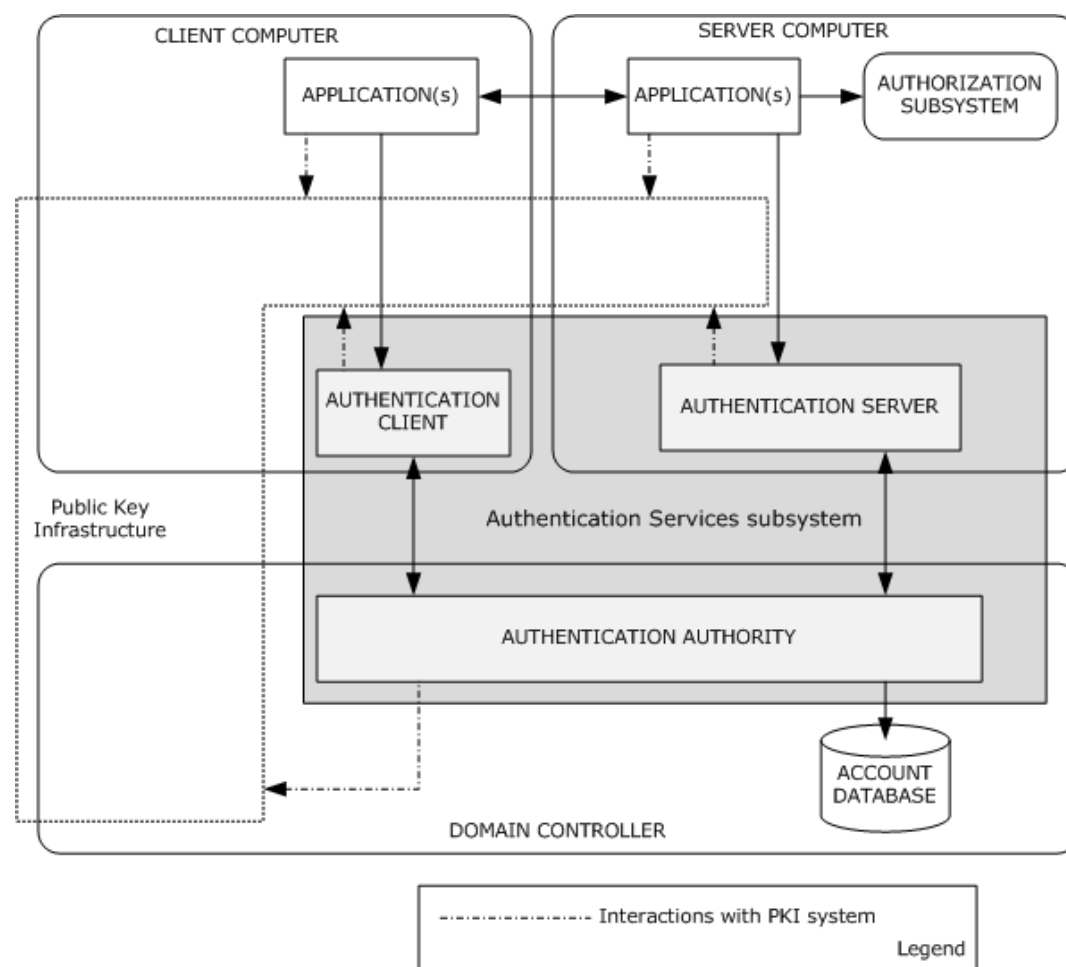 CLIENT COMPUTER
SERVER COMPUTER
APPLICATION(s)
APPLICATION(s)
AUTHORIZATION
SUBSYSTEM
AUTHENTICATION
CLIENT
AUTHENTICATION SERVER
Public Key
Infrastructure
Authentication Services subsystem
AUTHENTICATION AUTHORITY
ACCOUNT
DATABASE
DOMAIN CONTROLLER
Interactions with PKI system
Legend